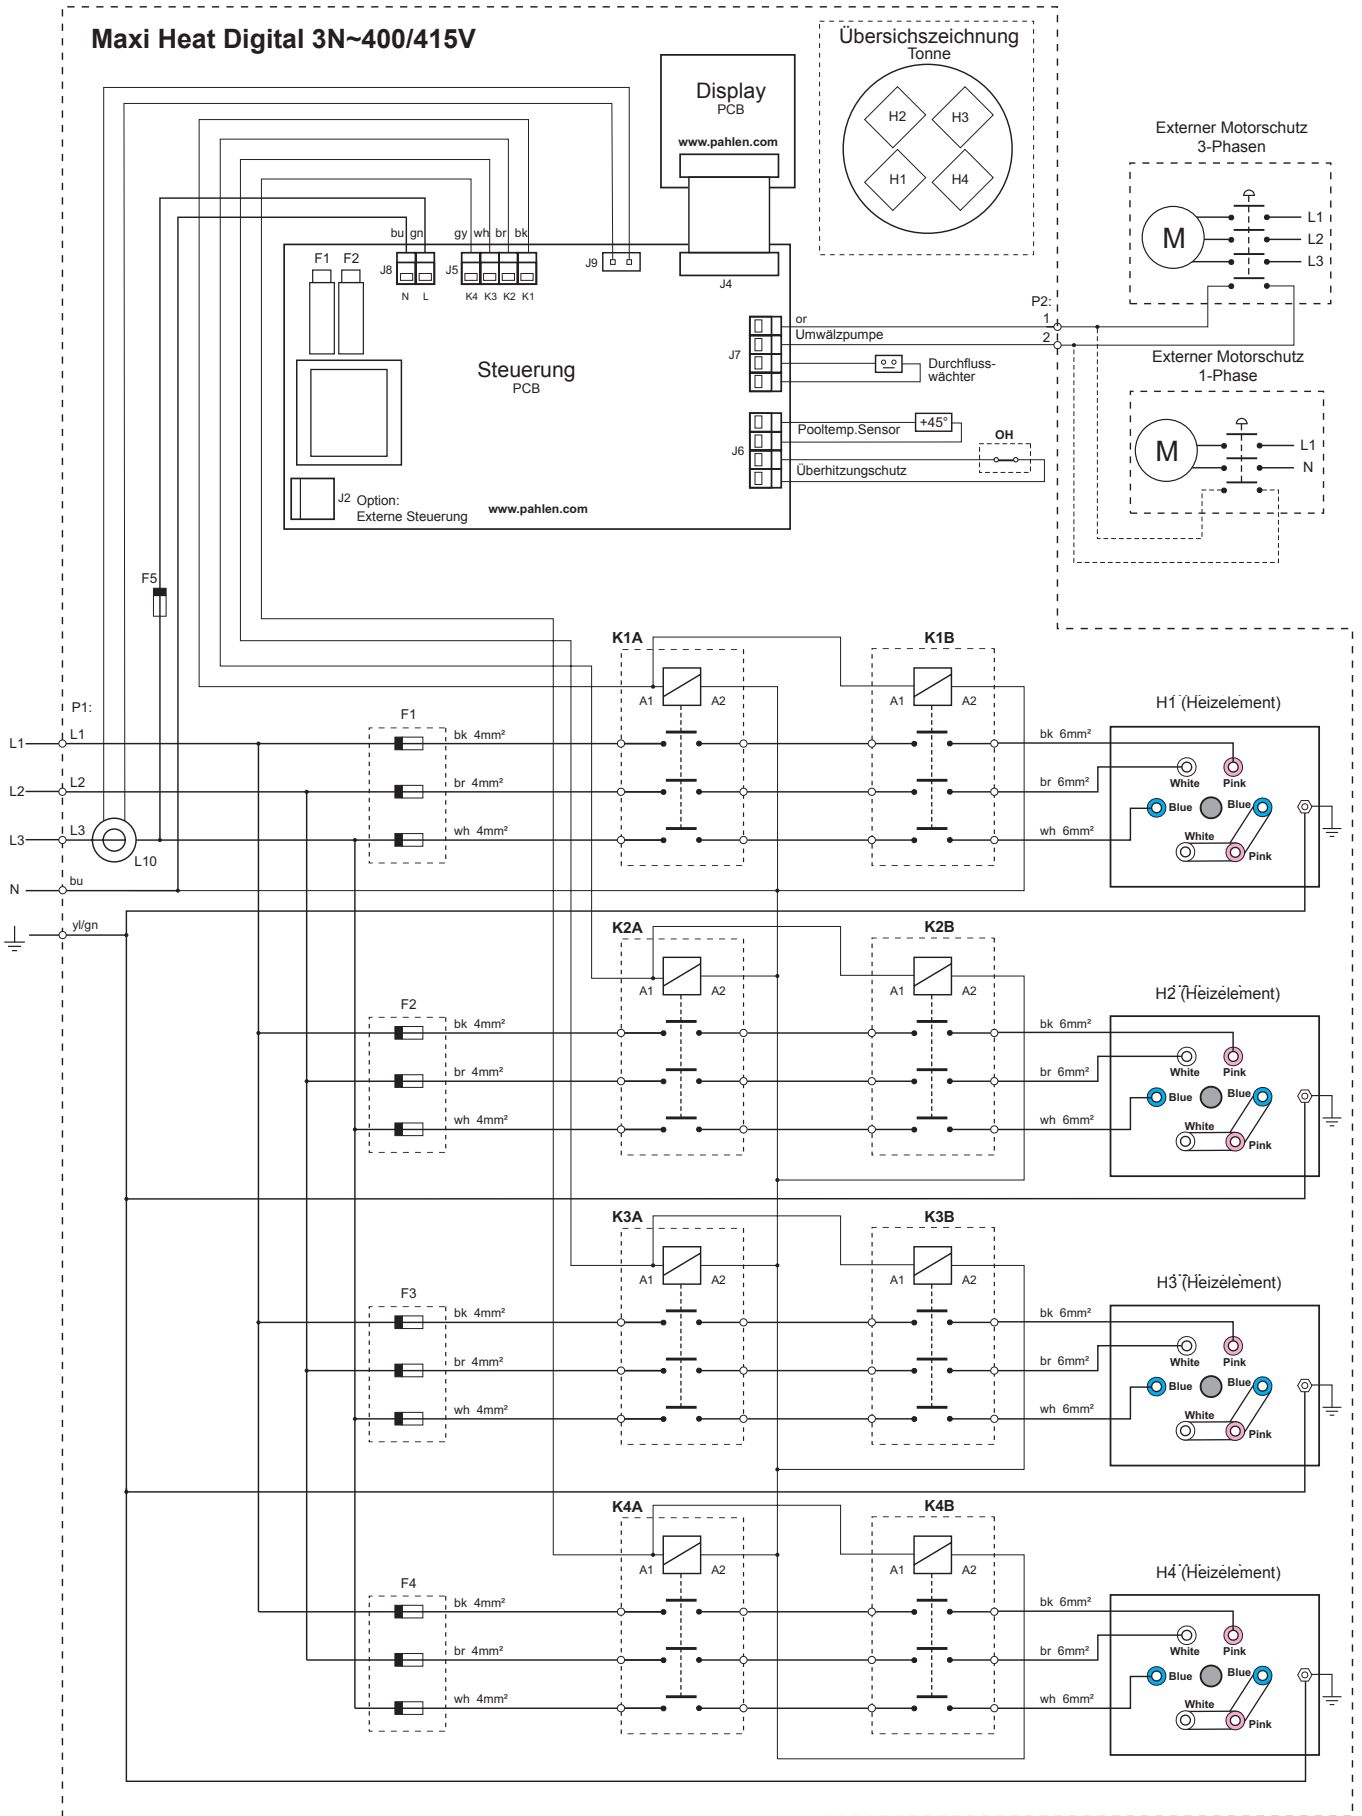 Maxi Heat Digital 3N~400/415V
Übersichszeichnung
Tonne
H2
H3
H1
H4
Display
PCB
www.pahlen.com
Externer Motorschutz
3-Phasen
M
L1
L2
L3
bu gn
gy wh br bk
F1 F2
J8
J5
J9
J4
N L
K4 K3 K2 K1
P2:
1
2
or
Umwälzpumpe
J7
Durchfluss-
wächter
Steuerung
PCB
Externer Motorschutz
1-Phase
M
L1
N
Pooltemp.Sensor
+45°
OH
J6
Überhitzungschutz
J2 Option:
Externe Steuerung
www.pahlen.com
F5
K1A
K1B
P1:
F1
A1
A2
A1
A2
H1 (Heizelement)
L1
L1
bk 4mm²
bk 6mm²
L2
L2
br 4mm²
br 6mm²
White
Pink
Blue
Blue
L3
L3
wh 4mm²
wh 6mm²
White
Pink
L10
N
bu
yl/gn
K2A
K2B
F2
A1
A2
A1
A2
H2 (Heizelement)
bk 4mm²
bk 6mm²
br 4mm²
br 6mm²
White
Pink
Blue
Blue
wh 4mm²
wh 6mm²
White
Pink
K3A
K3B
F3
A1
A2
A1
A2
H3 (Heizelement)
bk 4mm²
bk 6mm²
br 4mm²
br 6mm²
White
Pink
Blue
Blue
wh 4mm²
wh 6mm²
White
Pink
K4A
K4B
F4
A1
A2
A1
A2
H4 (Heizelement)
bk 4mm²
bk 6mm²
br 4mm²
br 6mm²
White
Pink
Blue
Blue
wh 4mm²
wh 6mm²
White
Pink